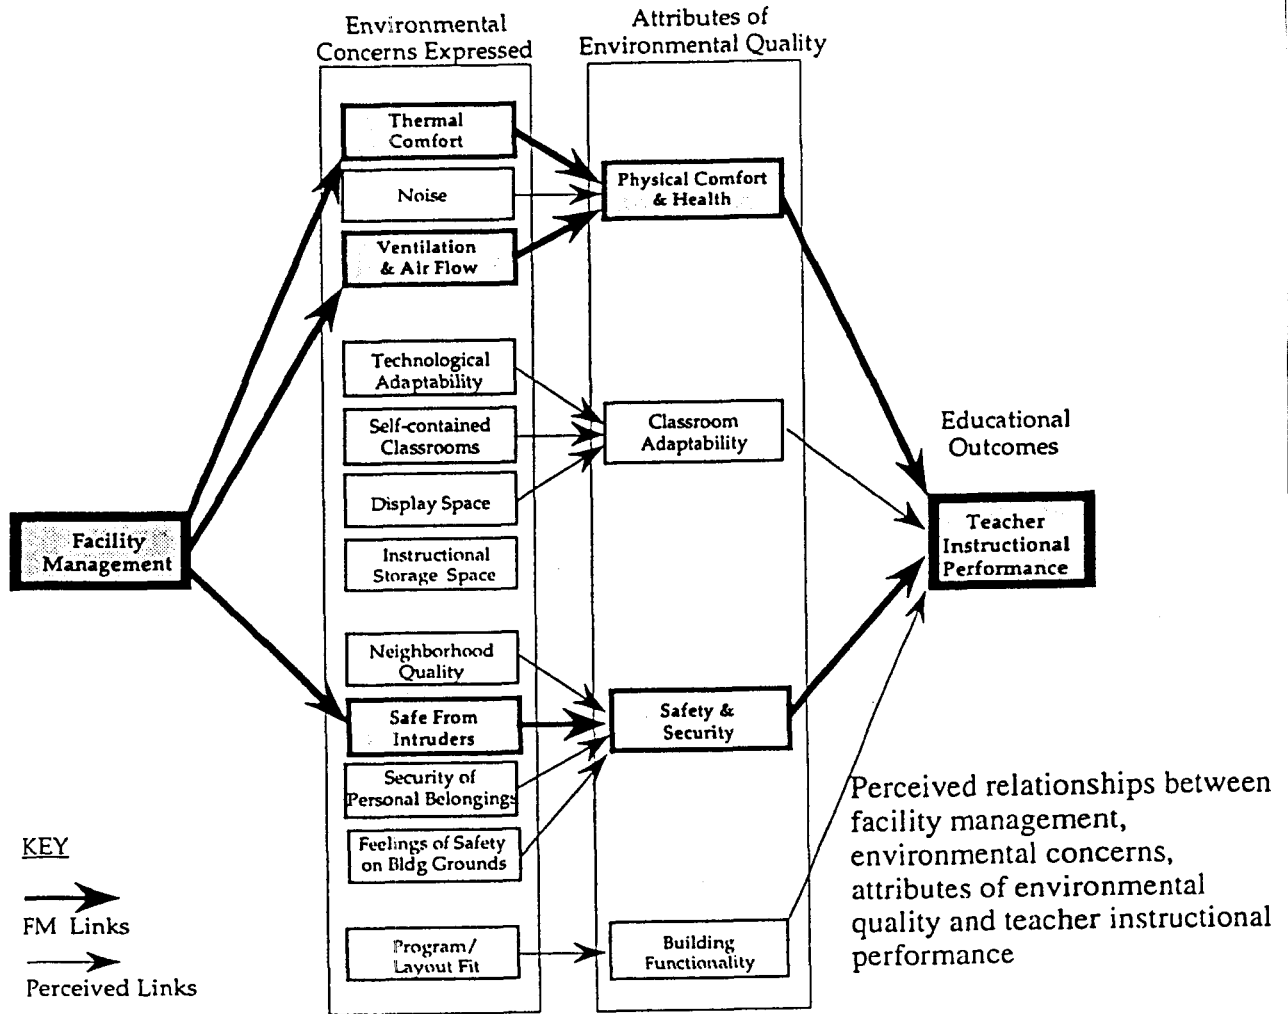 Environmental
Concerns Expressed
Attributes of
Environmental Quality
Thermal
Comfort
Noise
Ventilation
& Air Flow
Physical Comfort
& Health
Technological
Adaptability
Self-contained
Classrooms
Display Space
Instructional
Storage Space
Classroom
Adaptability
Educational
Outcomes
Facility
Management
Teacher
Instructional
Performance
Neighborhood
Quality
Safe From
Intruders
Security of
Personal Belongings
Feelings of Safety
on Bldg Grounds
Safety &
Security
Program/
Layout Fit
Building
Functionality
KEY
FM Links
Perceived Links
Perceived relationships between
facility management,
environmental concerns,
attributes of environmental
quality and teacher instructional
performance